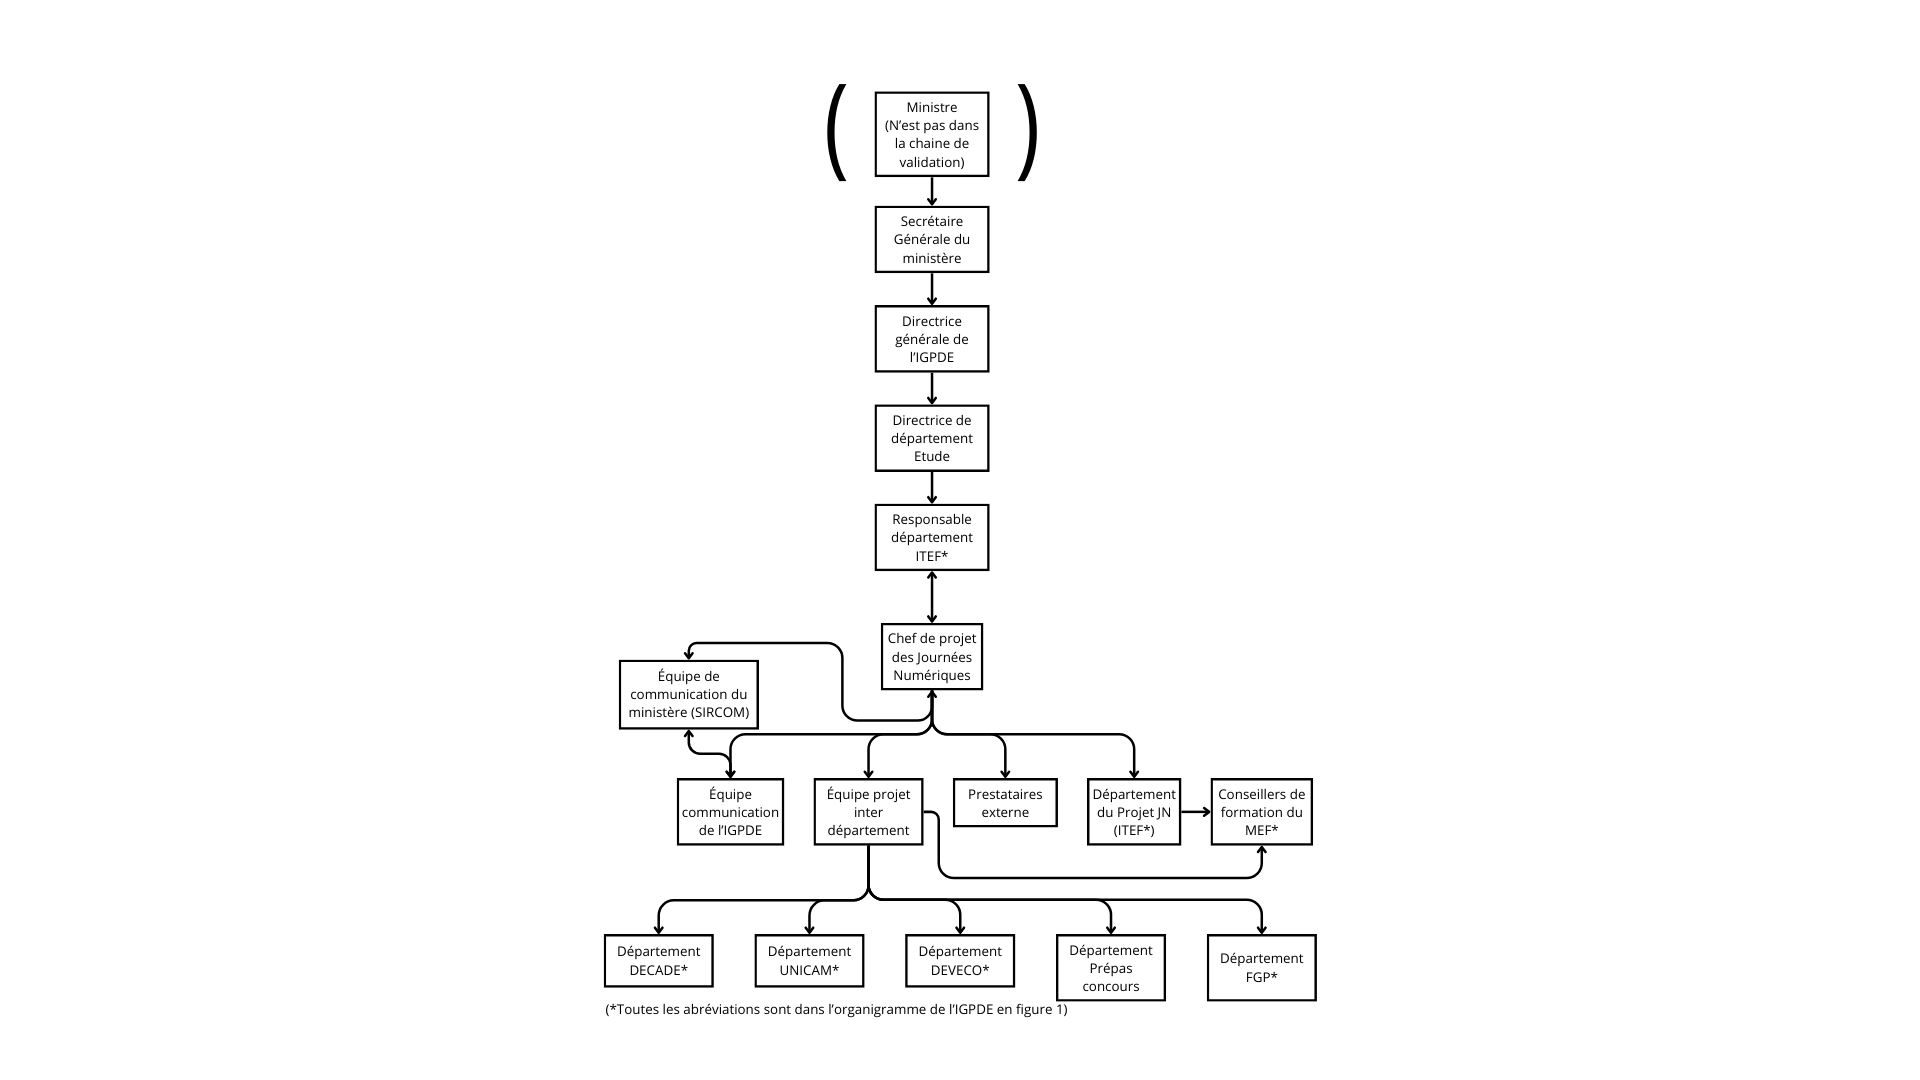 Ministre
(N’est pas dans
la chaine de
validation)
Secrétaire
Générale du
ministère
Directrice
générale de
l’IGPDE
Directrice de
département
Etude
Responsable
département
ITEF*
Chef de projet
des Journées
Numériques
Équipe de
communication du
ministère (SIRCOM)
Équipe
communication
de l’IGPDE
Équipe projet
inter
département
Prestataires
externe
Département
du Projet JN
(ITEF*)
Conseillers de
formation du
MEF*
Département
DECADE*
Département
UNICAM*
Département
DEVECO*
Département
Prépas
concours
Département
FGP*
(*Toutes les abréviations sont dans l’organigramme de l’IGPDE en figure 1)